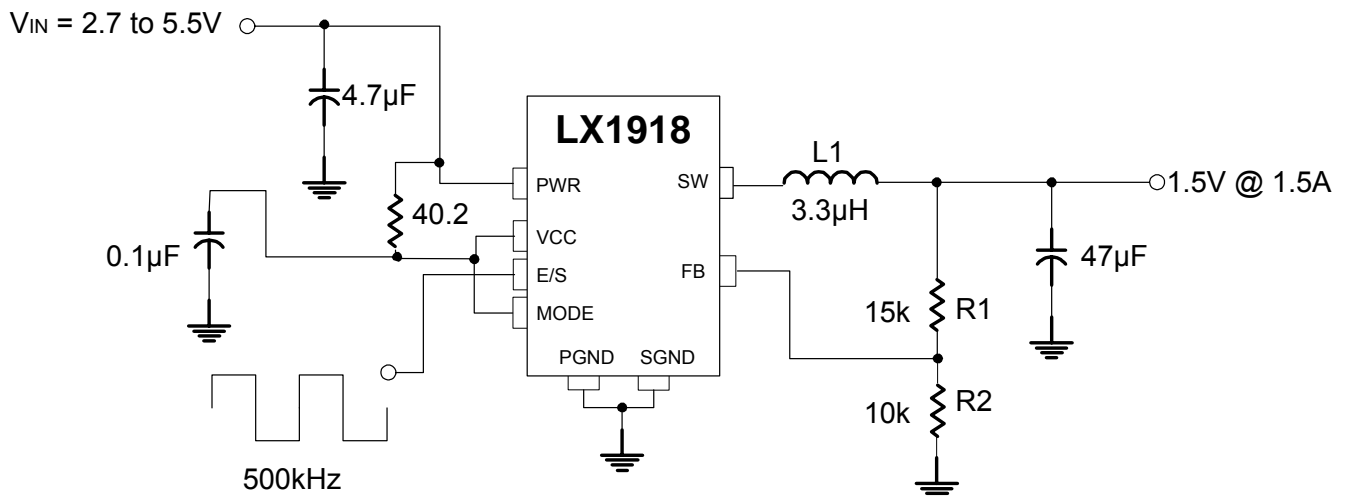 VIN = 2.7 to 5.5V
4.7µF
LX1918
L1
PWR
SW
1.5V @ 1.5A
3.3µH
40.2
VCC
0.1µF
E/S
FB
47µF
MODE
15k
R1
PGND
SGND
R2
10k
500kHz